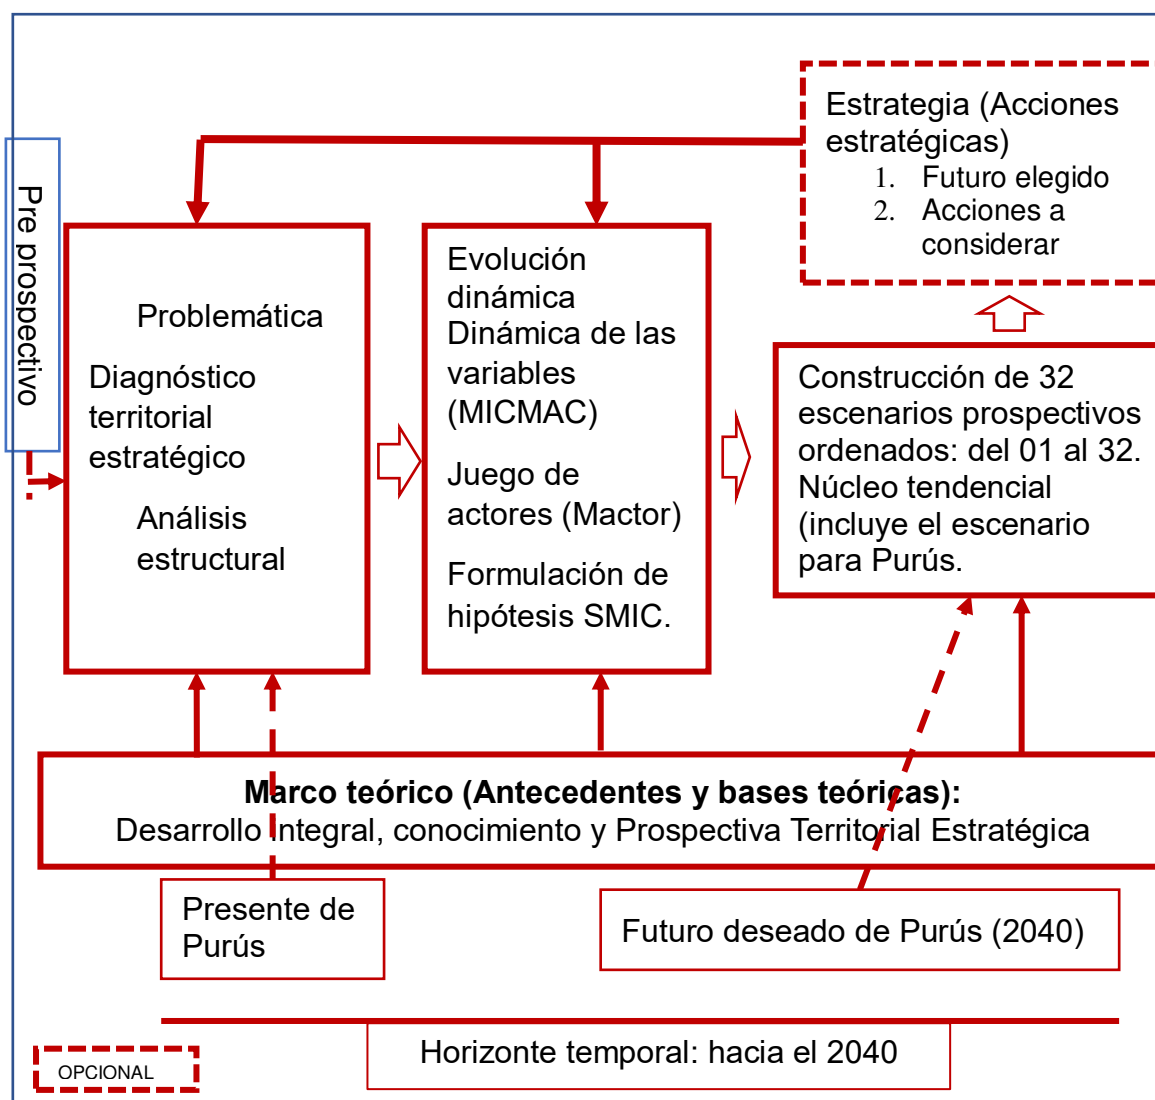 Pre prospectivo
Problemática
Diagnóstico
territorial
estratégico
Análisis
estructural
Evolución
dinámica
Dinámica de las
variables
(MICMAC)
Juego de
actores (Mactor)
Formulación de
hipótesis SMIC.
Estrategia (Acciones
estratégicas)
1. Futuro elegido
2. Acciones a
considerar
Construcción de 32
escenarios prospectivos
ordenados: del 01 al 32.
Núcleo tendencial
(incluye el escenario
para Purús.
Marco teórico (Antecedentes y bases teóricas):
Desarrollo Integral, conocimiento y Prospectiva Territorial Estratégica
Presente de
Purús
Futuro deseado de Purús (2040)
Horizonte temporal: hacia el 2040
OPCIONAL